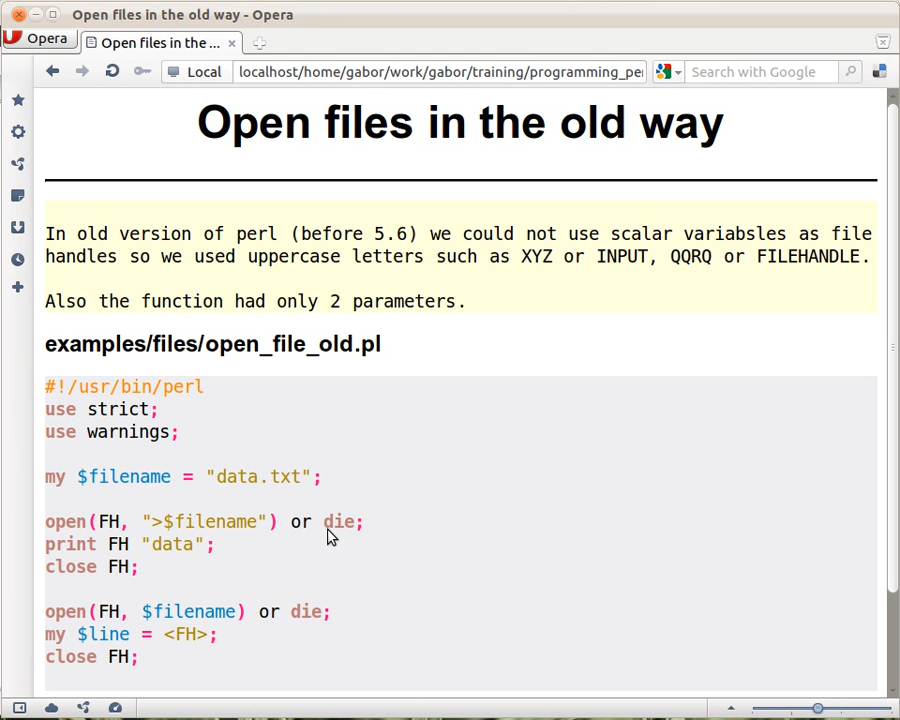 Open files in the old way - Opera
Opera
Open files in the ...
Local
localhost/home/gabor/work/gabor/training/programming_pe
Search with Google
Open files in the old way
In old version of perl (before 5.6) we could not use scalar variabsles as file
handles so we used uppercase letters such as XYZ or INPUT, QQRQ or FILEHANDLE.
Also the function had only 2 parameters.
examples/files/open_file_old.pl
#!/usr/bin/perl
use strict;
use warnings;
my $filename = "data.txt";
open(FH, ">$filename") or die;
print FH "data";
close FH;
open(FH, $filename) or die;
my $line = <FH>;
close FH;